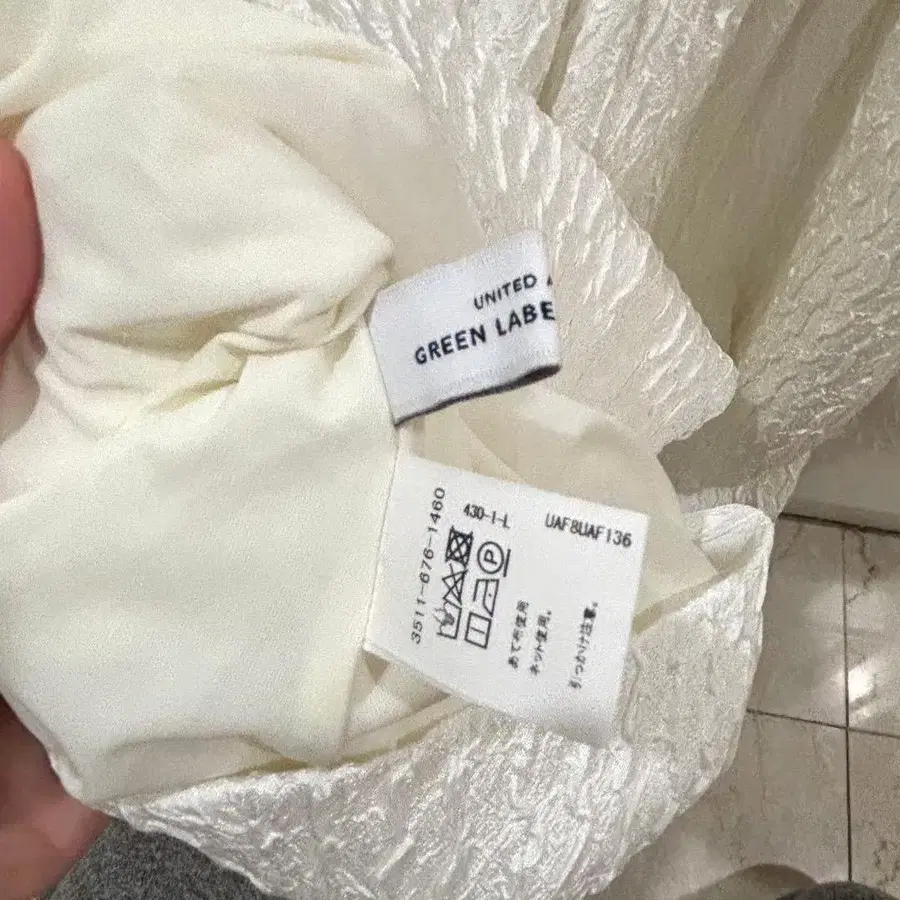 UNITED
GREEN LABE
3511-676-1460
430-1-L
UAF8UAF136
P
あて布使用
ネット使用。
引っかけ注意。